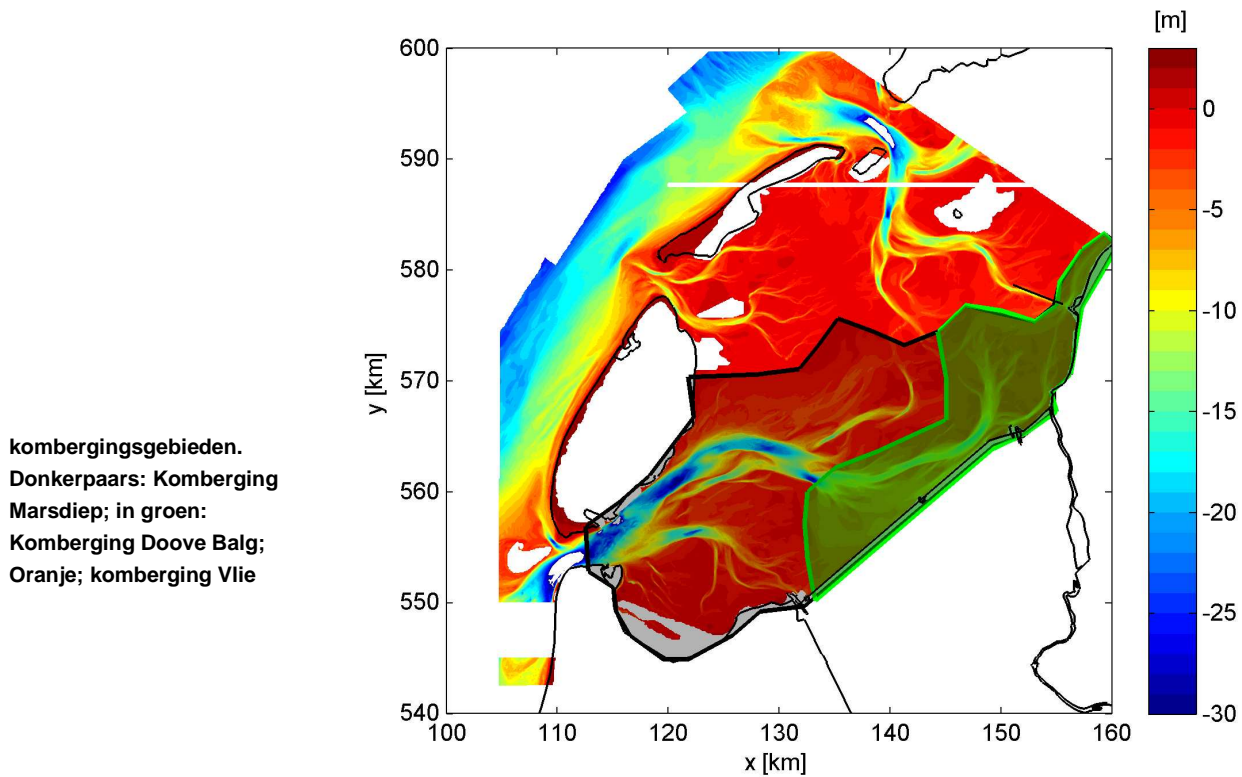 kombergingsgebieden.
Donkerpaars: Komberging
Marsdiep; in groen:
Komberging Doove Balg;
Oranje; komberging Vlie
[m]
600
590
580
570
560
550
540
y [km]
100
110
120
130
140
150
160
x [km]
0
-5
-10
-15
-20
-25
-30